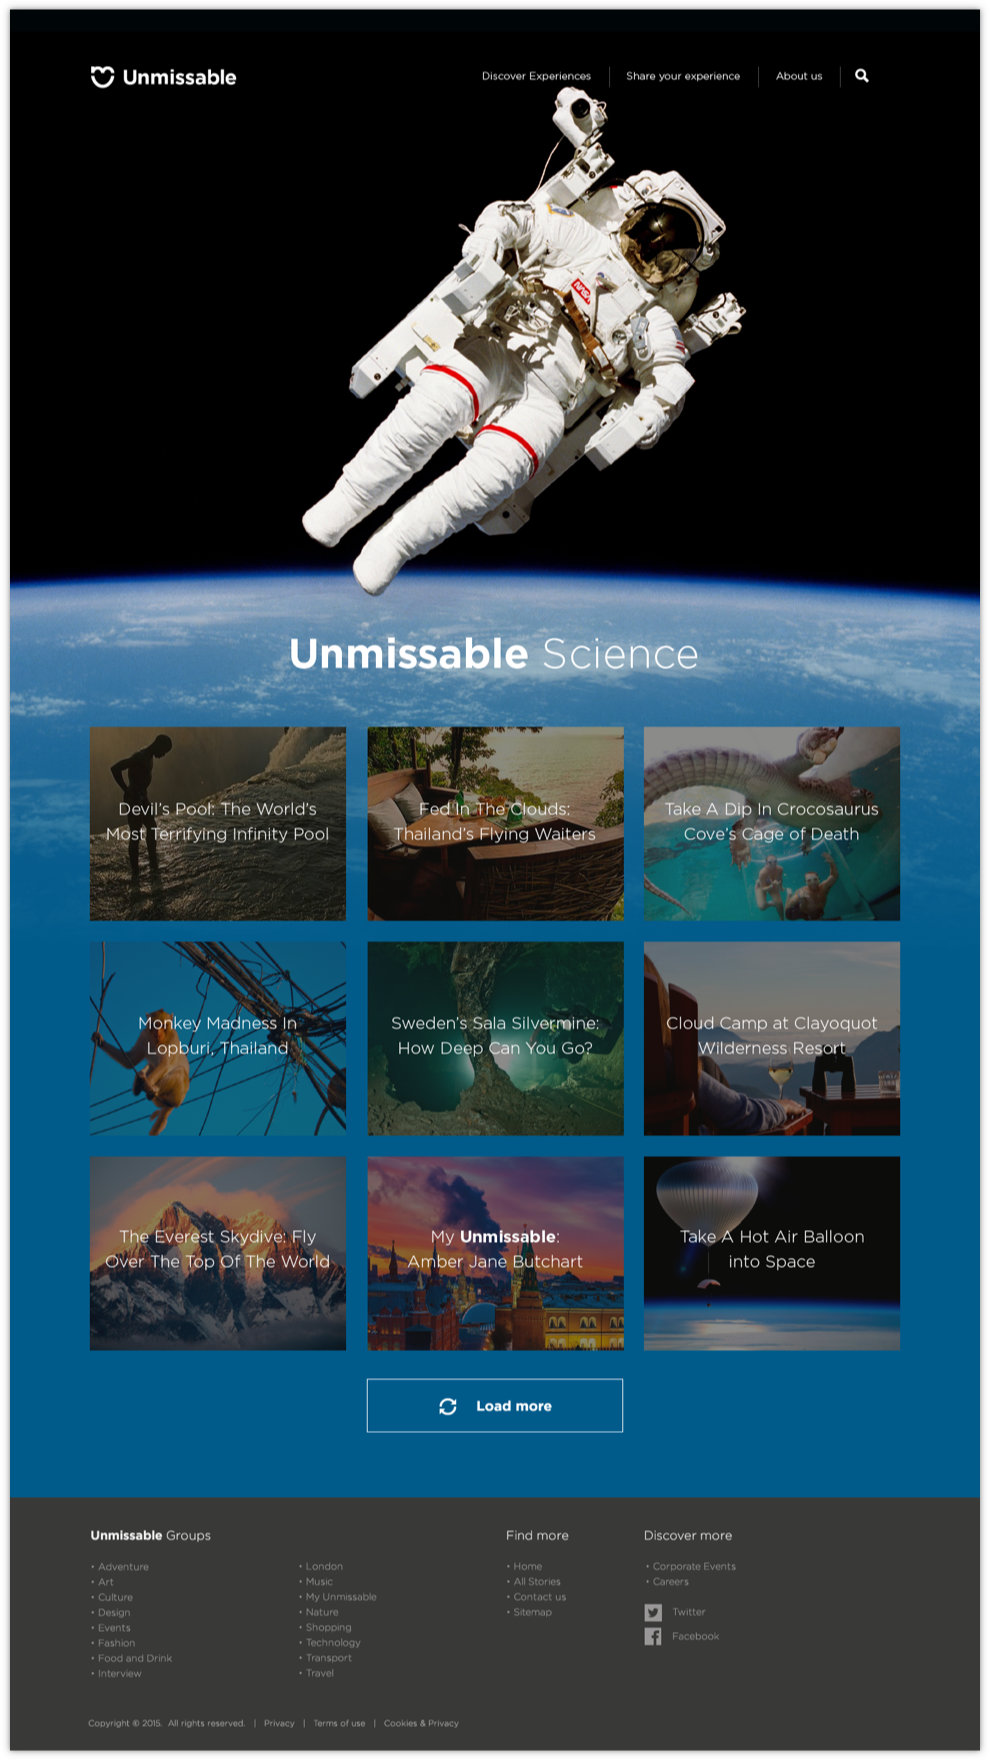 Unmissable
Discover Experiences
Share your experience
About us
NASA
Unmissable Science
Devil's Pool: The World's
Most Terrifying Infinity Pool
Fed In The Clouds:
Thailand's Flying Waiters
Take A Dip In Crocosaurus
Cove's Cage of Death
Monkey Madness In
Lopburi, Thailand
Sweden's Sala Silvermine:
How Deep Can You Go?
Cloud Camp at Clayoquot
Wilderness Resort
The Everest Skydive: Fly
Over The Top Of The World
My Unmissable:
Amber Jane Butchart
Take A Hot Air Balloon
into Space
Load more
Unmissable Groups
• Adventure
• Art
• Culture
• Design
• Events
• Fashion
• Food and Drink
• Interview
• London
• Music
• My Unmissable
• Nature
• Shopping
• Technology
• Transport
• Travel
Find more
• Home
• All Stories
• Contact us
• Sitemap
Discover more
• Corporate Events
• Careers
Twitter
Facebook
Copyright © 2015. All rights reserved. | Privacy | Terms of use | Cookies & Privacy